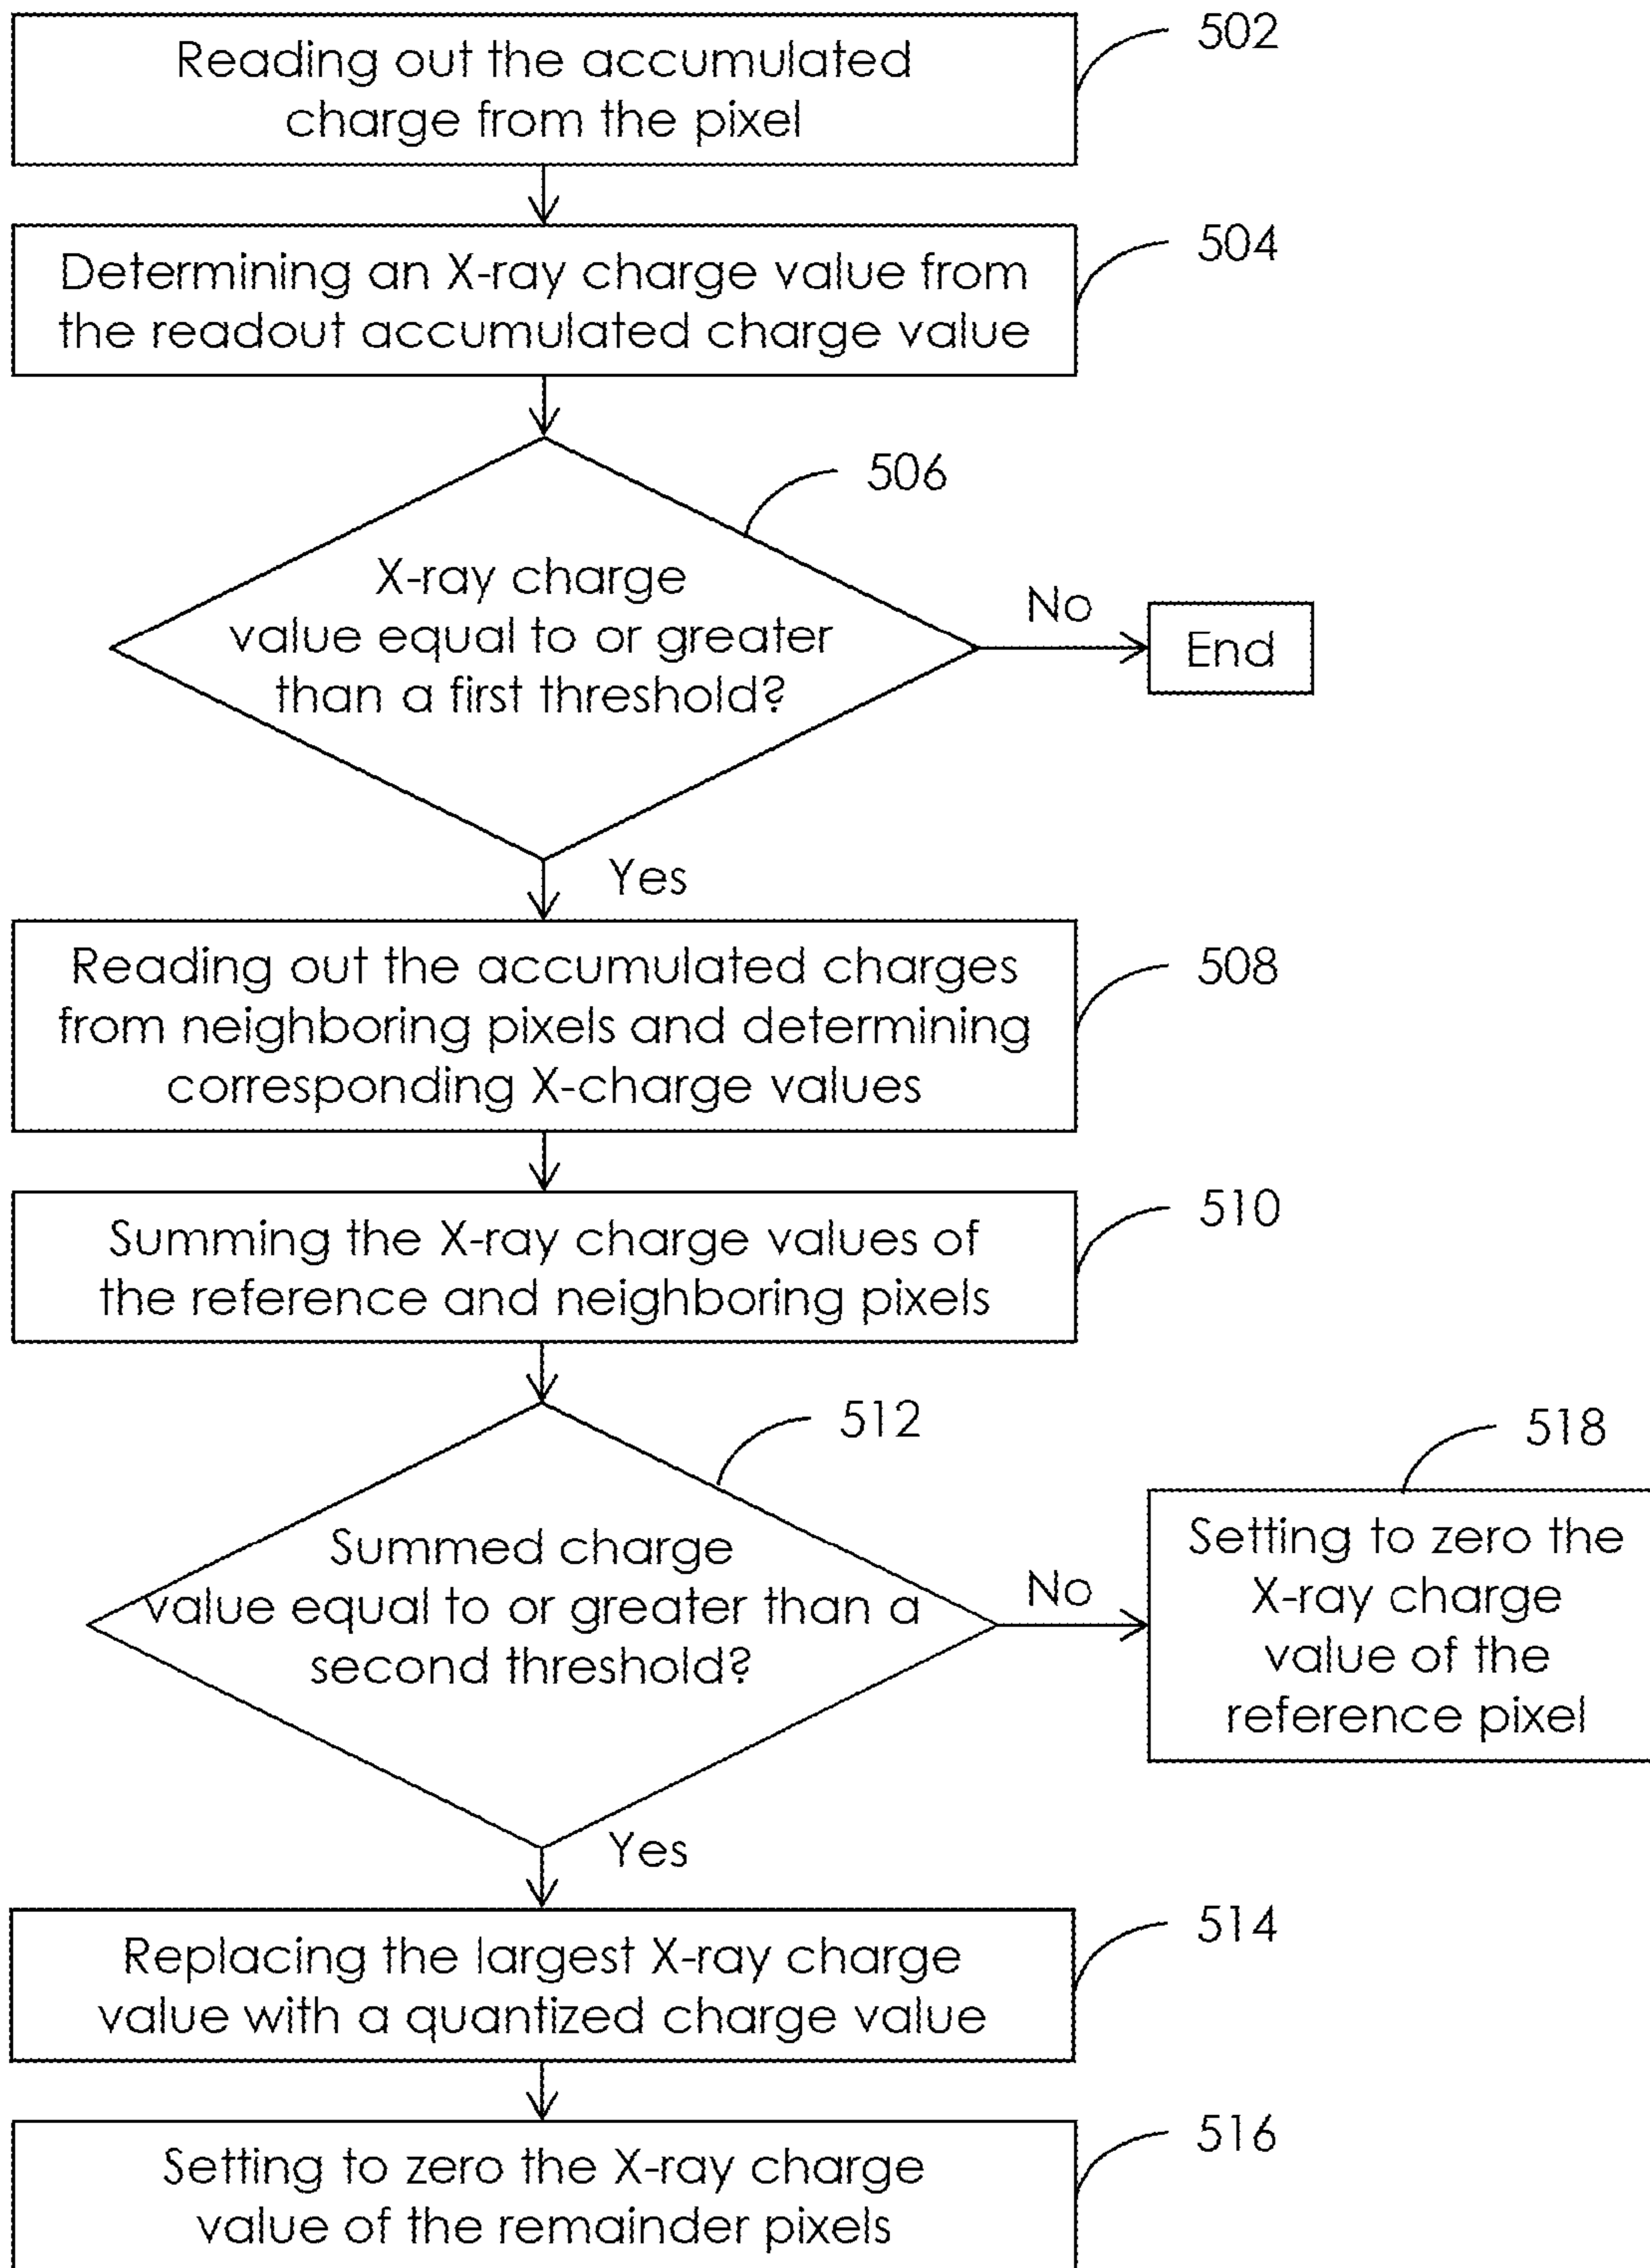 502
Reading out the accumulated
charge from the pixel
504
Determining an X-ray charge value from
the readout accumulated charge value
506
X-ray charge
value equal to or greater
than a first threshold?
No
End
Yes
508
Reading out the accumulated charges
from neighboring pixels and determining
corresponding X-charge values
510
Summing the X-ray charge values of
the reference and neighboring pixels
512
Summed charge
value equal to or greater than a
second threshold?
No
518
Setting to zero the
X-ray charge
value of the
reference pixel
Yes
514
Replacing the largest X-ray charge
value with a quantized charge value
516
Setting to zero the X-ray charge
value of the remainder pixels